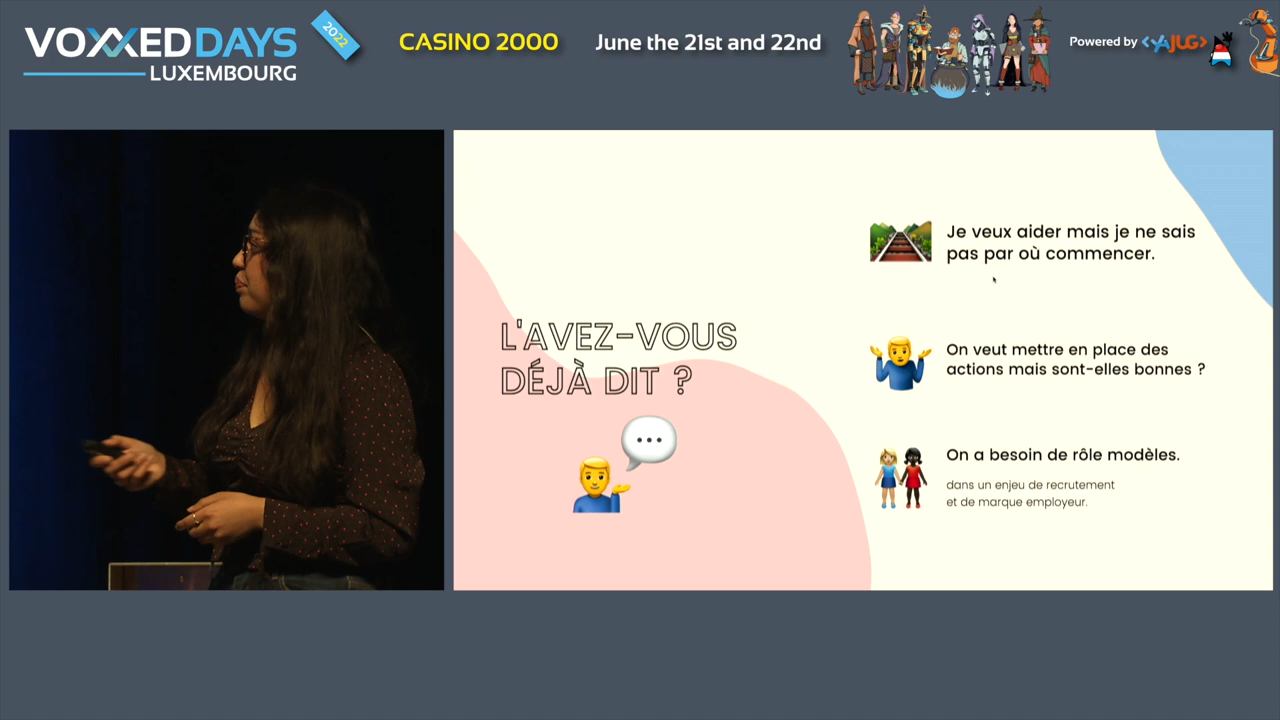 VOXXED DAYS
LUXEMBOURG
2022
CASINO 2000
June the 21st and 22nd
Powered by <YAJUG>
L'AVEZ-VOUS
DÉJÀ DIT ?
Je veux aider mais je ne sais
pas par où commencer.
On veut mettre en place des
actions mais sont-elles bonnes ?
On a besoin de rôle modèles.
dans un enjeu de recrutement
et de marque employeur.